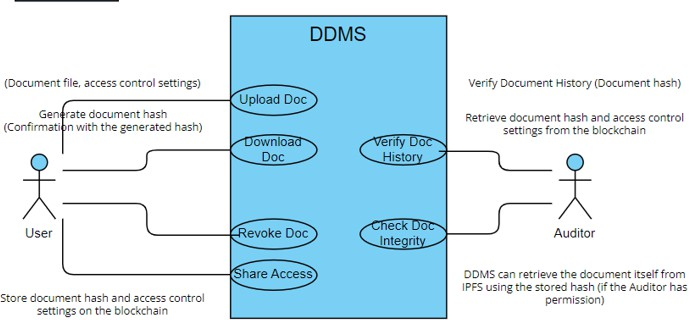 DDMS
(Document file, access control settings)
Verify Document History (Document hash)
Upload Doc
Generate document hash
(Confirmation with the generated hash)
Retrieve document hash and access control
settings from the blockchain
Download
Doc
Verify Doc
History
User
Revoke Doc
Check Doc
Integrity
Auditor
Share Access
DDMS can retrieve the document itself from
IPFS using the stored hash (if the Auditor has
permission)
Store document hash and access control
settings on the blockchain